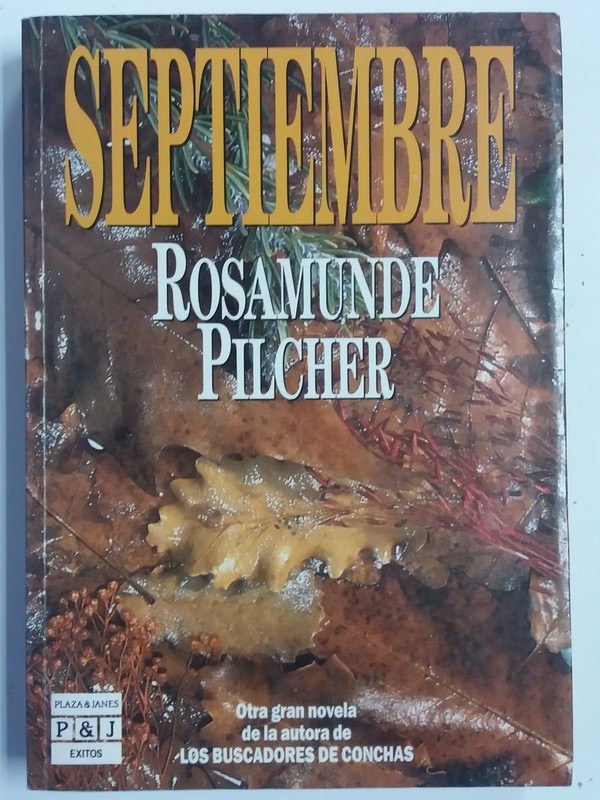 SEPTIEMBRE
ROSAMUNDE
PILCHER
PLAZA & JANES
P & J
EXITOS
Otra gran novela
de la autora de
LOS BUSCADORES DE CONCHAS